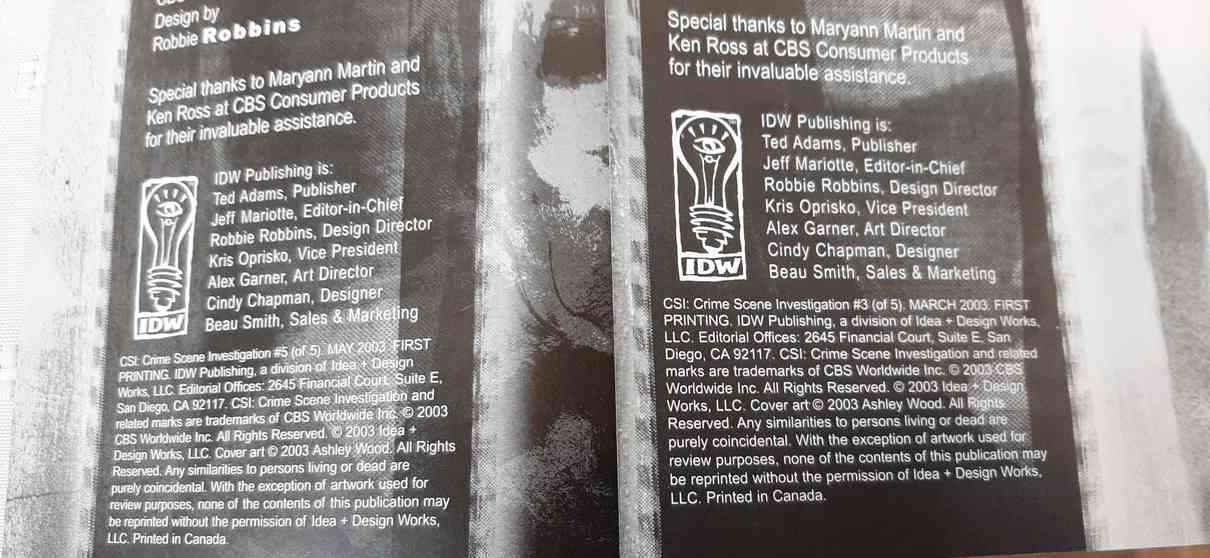 Design by
Robbie Robbins
Special thanks to Maryann Martin and
Ken Ross at CBS Consumer Products
for their invaluable assistance.
IDW Publishing is:
Ted Adams, Publisher
Jeff Mariotte, Editor-in-Chief
Robbie Robbins, Design Director
Kris Oprisko, Vice President
Alex Garner, Art Director
Cindy Chapman, Designer
Beau Smith, Sales & Marketing
IDW
CSI: Crime Scene Investigation #5 (of 5). MAY 2003. FIRST
PRINTING. IDW Publishing, a division of Idea + Design
Works, LLC. Editorial Offices: 2645 Financial Court, Suite E,
San Diego, CA 92117. CSI: Crime Scene Investigation and
related marks are trademarks of CBS Worldwide Inc. © 2003
CBS Worldwide Inc. All Rights Reserved. © 2003 Idea +
Design Works, LLC. Cover art © 2003 Ashley Wood. All Rights
Reserved. Any similarities to persons living or dead are
purely coincidental. With the exception of artwork used for
review purposes, none of the contents of this publication may
be reprinted without the permission of Idea + Design Works,
LLC. Printed in Canada.
Special thanks to Maryann Martin and
Ken Ross at CBS Consumer Products
for their invaluable assistance.
IDW Publishing is:
Ted Adams, Publisher
Jeff Mariotte, Editor-in-Chief
Robbie Robbins, Design Director
Kris Oprisko, Vice President
Alex Garner, Art Director
Cindy Chapman, Designer
Beau Smith, Sales & Marketing
IDW
CSI: Crime Scene Investigation #3 (of 5). MARCH 2003. FIRST
PRINTING. IDW Publishing, a division of Idea + Design Works,
LLC. Editorial Offices: 2645 Financial Court, Suite E, San
Diego, CA 92117. CSI: Crime Scene Investigation and related
marks are trademarks of CBS Worldwide Inc. © 2003 CBS
Worldwide Inc. All Rights Reserved. © 2003 Idea + Design
Works, LLC. Cover art © 2003 Ashley Wood. All Rights
Reserved. Any similarities to persons living or dead are
purely coincidental. With the exception of artwork used for
review purposes, none of the contents of this publication may
be reprinted without the permission of Idea + Design Works,
LLC. Printed in Canada.